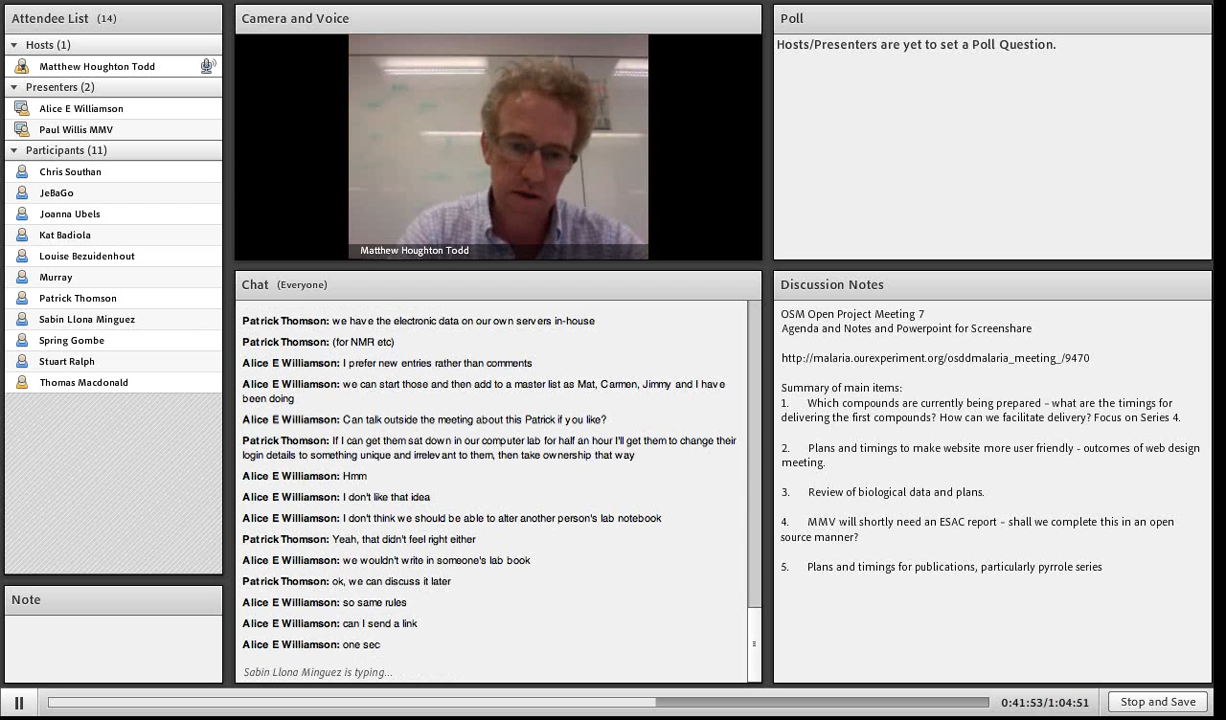 Attendee List (14)
Hosts (1)
Matthew Houghton Todd
Presenters (2)
Alice E Williamson
Paul Willis MMV
Participants (11)
Chris Southan
JeBaGo
Joanna Ubels
Kat Badiola
Louise Bezuidenhout
Murray
Patrick Thomson
Sabin Llona Minguez
Spring Gombe
Stuart Ralph
Thomas Macdonald
Note
Camera and Voice
Matthew Houghton Todd
Chat (Everyone)
Patrick Thomson: we have the electronic data on our own servers in-house
Patrick Thomson: (for NMR etc)
Alice E Williamson: I prefer new entries rather than comments
Alice E Williamson: we can start those and then add to a master list as Mat, Carmen, Jimmy and I have
been doing
Alice E Williamson: Can talk outside the meeting about this Patrick if you like?
Patrick Thomson: If I can get them sat down in our computer lab for half an hour I'll get them to change their
login details to something unique and irrelevant to them, then take ownership that way
Alice E Williamson: Hmm
Alice E Williamson: I don't like that idea
Alice E Williamson: I don't think we should be able to alter another person's lab notebook
Patrick Thomson: Yeah, that didn't feel right either
Alice E Williamson: we wouldn't write in someone's lab book
Patrick Thomson: ok, we can discuss it later
Alice E Williamson: so same rules
Alice E Williamson: can I send a link
Alice E Williamson: one sec
Sabin Llona Minguez is typing...
Poll
Hosts/Presenters are yet to set a Poll Question.
Discussion Notes
OSM Open Project Meeting 7
Agenda and Notes and Powerpoint for Screenshare
http://malaria.ourexperiment.org/osddmalaria_meeting_/9470
Summary of main items:
1. Which compounds are currently being prepared – what are the timings for
delivering the first compounds? How can we facilitate delivery? Focus on Series 4.
2. Plans and timings to make website more user friendly - outcomes of web design
meeting.
3. Review of biological data and plans.
4. MMV will shortly need an ESAC report – shall we complete this in an open
source manner?
5. Plans and timings for publications, particularly pyrrole series
0:41:53/1:04:51
Stop and Save